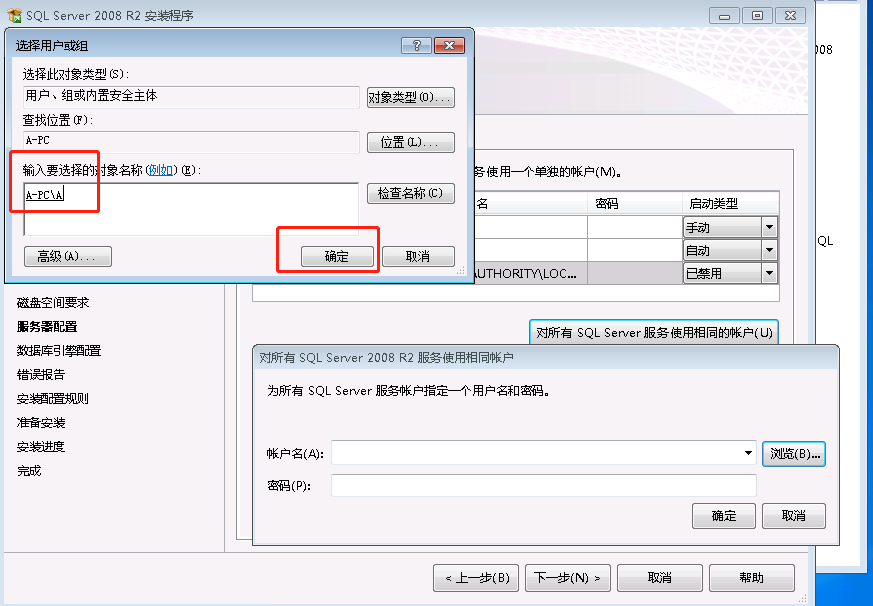 SQL Server 2008 R2 安装程序
选择用户或组
选择此对象类型(S):
用户、组或内置安全主体
对象类型(O)...
查找位置(F):
A-PC
位置(L)...
输入要选择的对象名称(例如)(E):
A-PC\A
检查名称(C)
高级(A)...
确定
取消
008
务使用一个单独的帐户(M)。
名
密码
启动类型
手动
自动
QL
AUTHORITY\LOC...
已禁用
磁盘空间要求
服务器配置
数据库引擎配置
错误报告
安装配置规则
准备安装
安装进度
完成
对所有 SQL Server 服务使用相同的帐户(U)
对所有 SQL Server 2008 R2 服务使用相同帐户
为所有 SQL Server 服务帐户指定一个用户名和密码。
帐户名(A):
浏览(B)...
密码(P):
确定
取消
< 上一步(B)
下一步(N) >
取消
帮助